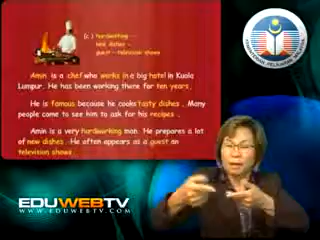 (c) hardworking -
new dishes -
guest - television shows
Amin is a chef who works in a big hotel in Kuala
Lumpur. He has been working there for ten years.
He is famous because he cooks tasty dishes. Many
people come to see him to ask for his recipes.
Amin is a very hardworking man. He prepares a lot
of new dishes. He often appears as a guest on
television shows.
EDUWEBTV
WWW.EDUWEBTV.COM